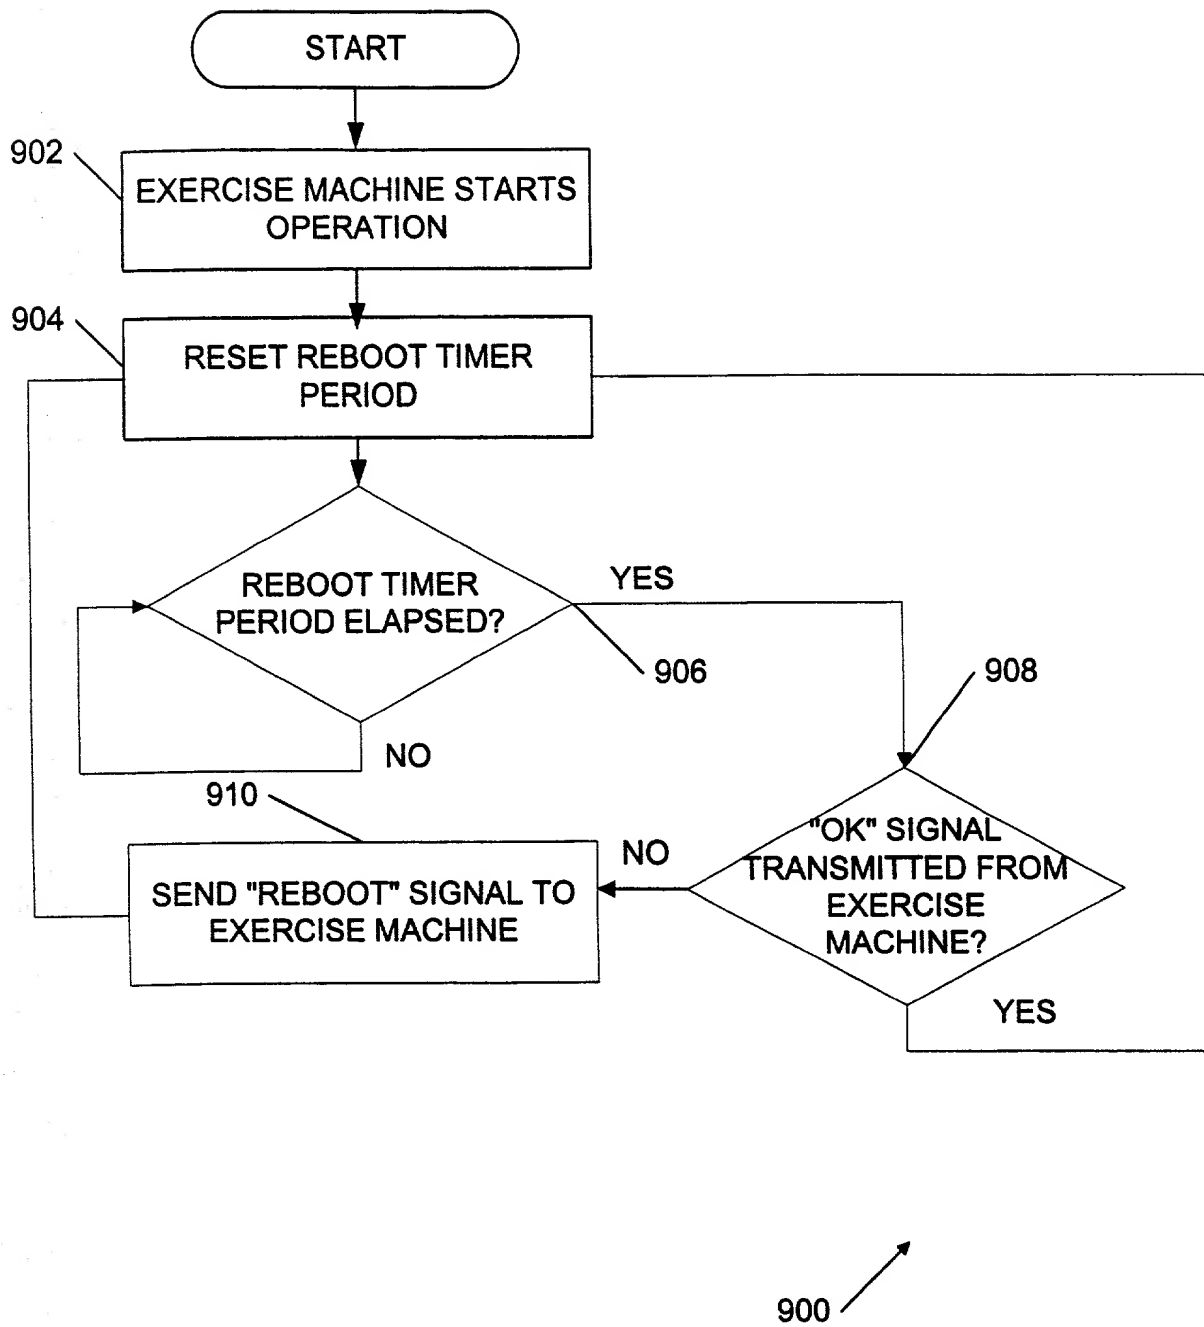 START
902
EXERCISE MACHINE STARTS
OPERATION
904
RESET REBOOT TIMER
PERIOD
REBOOT TIMER
PERIOD ELAPSED?
YES
906
908
NO
910
"OK" SIGNAL
TRANSMITTED FROM
EXERCISE
MACHINE?
NO
SEND "REBOOT" SIGNAL TO
EXERCISE MACHINE
YES
900